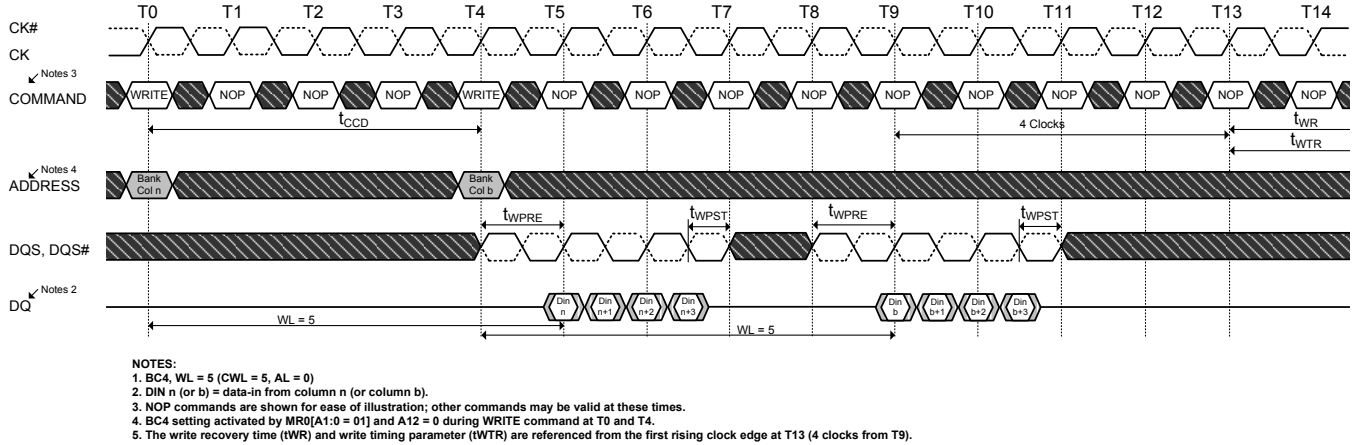 T0 T1 T2 T3 T4 T5 T6 T7 T8 T9 T10 T11 T12 T13 T14
CK#
CK
Notes 3
COMMAND WRITE NOP NOP NOP WRITE NOP NOP NOP NOP NOP NOP NOP NOP NOP NOP
tCCD 4 Clocks tWR
tWTR
Notes 4
ADDRESS Bank Col n Bank Col b
tWPRE tWPST tWPRE tWPST
DQS, DQS#
Notes 2
DQ Din n Din n+1 Din n+2 Din n+3 Din b Din b+1 Din b+2 Din b+3
WL = 5 WL = 5
NOTES:
1. BC4, WL = 5 (CWL = 5, AL = 0)
2. DIN n (or b) = data-in from column n (or column b).
3. NOP commands are shown for ease of illustration; other commands may be valid at these times.
4. BC4 setting activated by MR0[A1:0 = 01] and A12 = 0 during WRITE command at T0 and T4.
5. The write recovery time (tWR) and write timing parameter (tWTR) are referenced from the first rising clock edge at T13 (4 clocks from T9).